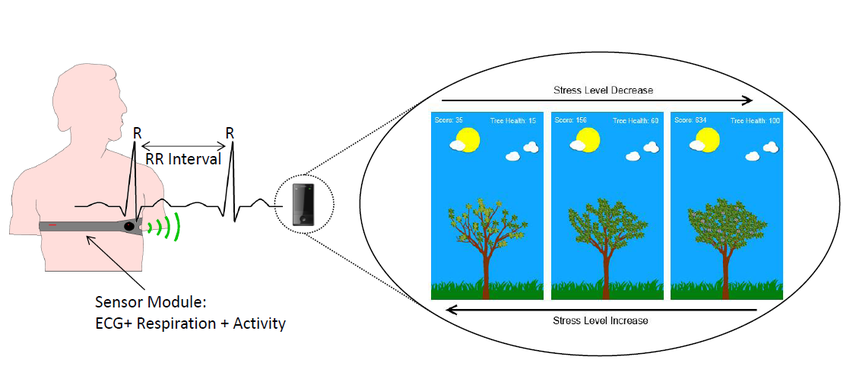 R
R
RR Interval
Sensor Module:
ECG+ Respiration + Activity
Stress Level Decrease
Score: 35 Tree Health: 15
Score: 156 Tree Health: 60
Score: 634 Tree Health: 100
Stress Level Increase